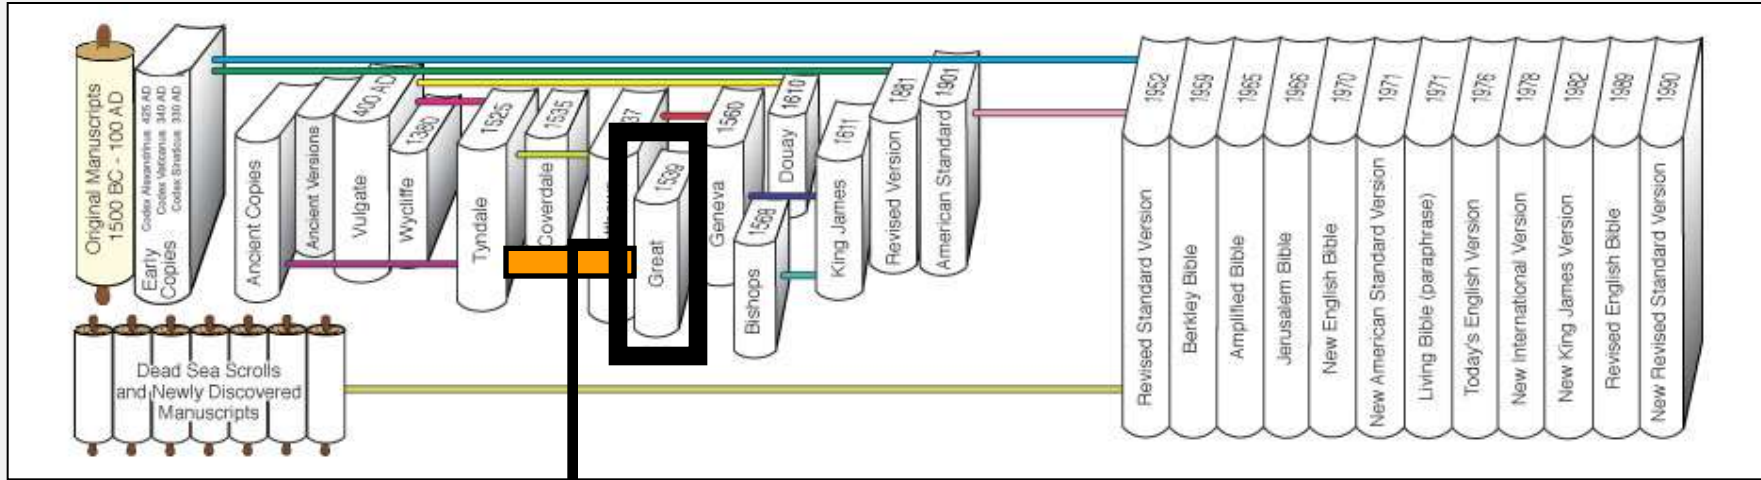 Original Manuscripts
1500 BC - 100 AD
Codex Alexandrinus 425 AD
Codex Vaticanus 340 AD
Codex Sinaiticus 330 AD
Early
Copies
Ancient Copies
Ancient Versions
400 AD
Vulgate
1380
Wycliffe
1525
Tyndale
1535
Coverdale
37
1539
Great
1560
Geneva
1568
Bishops
1610
Douay
1611
King James
1881
Revised Version
1901
American Standard
1952
Revised Standard Version
1959
Berkley Bible
1965
Amplified Bible
1966
Jerusalem Bible
1970
New English Bible
1971
New American Standard Version
1971
Living Bible (paraphrase)
1976
Today's English Version
1978
New International Version
1982
New King James Version
1989
Revised English Bible
1990
New Revised Standard Version
Dead Sea Scrolls
and Newly Discovered
Manuscripts